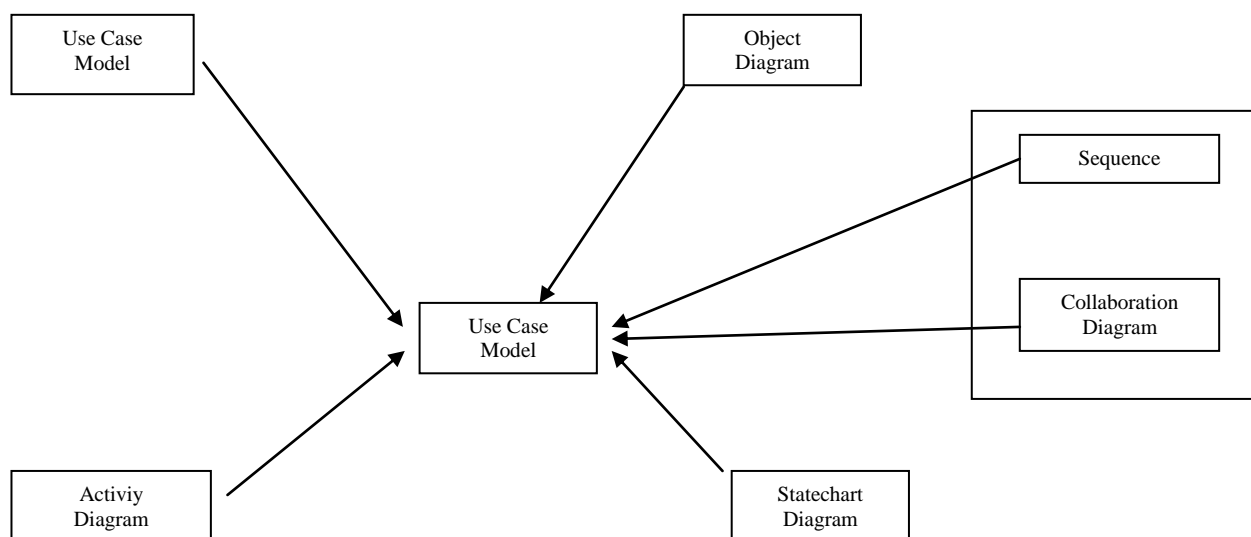 Use Case
Model
Object
Diagram
Sequence
Collaboration
Diagram
Use Case
Model
Activiy
Diagram
Statechart
Diagram